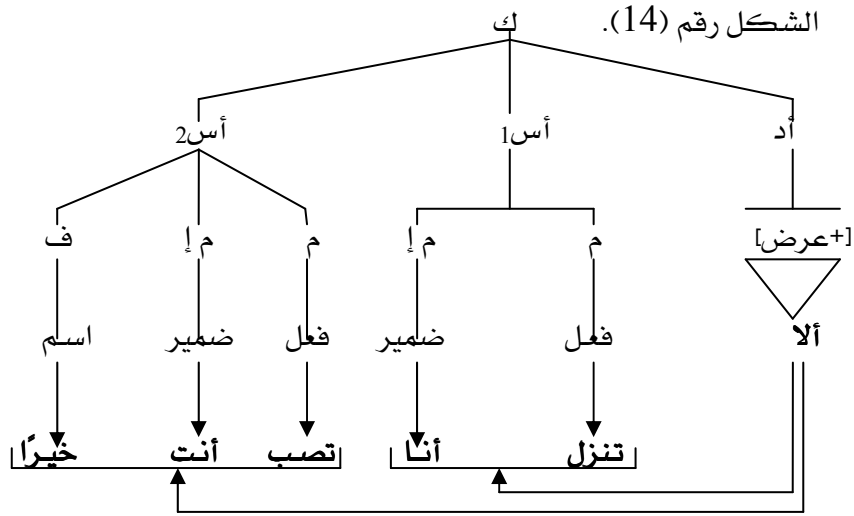 الشكل رقم (14).
ك
أد أس1 أس2
[+عرض] م م إ م م إ ف
ألا فعل ضمير فعل ضمير اسم
تنزل أنا تصب أنت خيرًا